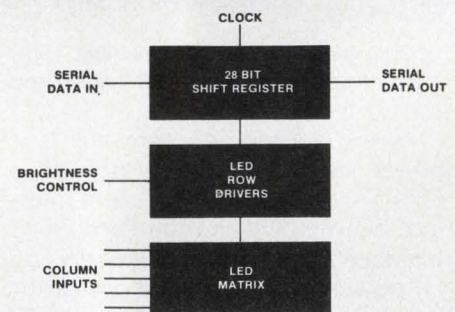 CLOCK
SERIAL
DATA IN
28 BIT
SHIFT REGISTER
SERIAL
DATA OUT
BRIGHTNESS
CONTROL
LED
ROW
DRIVERS
COLUMN
INPUTS
LED
MATRIX